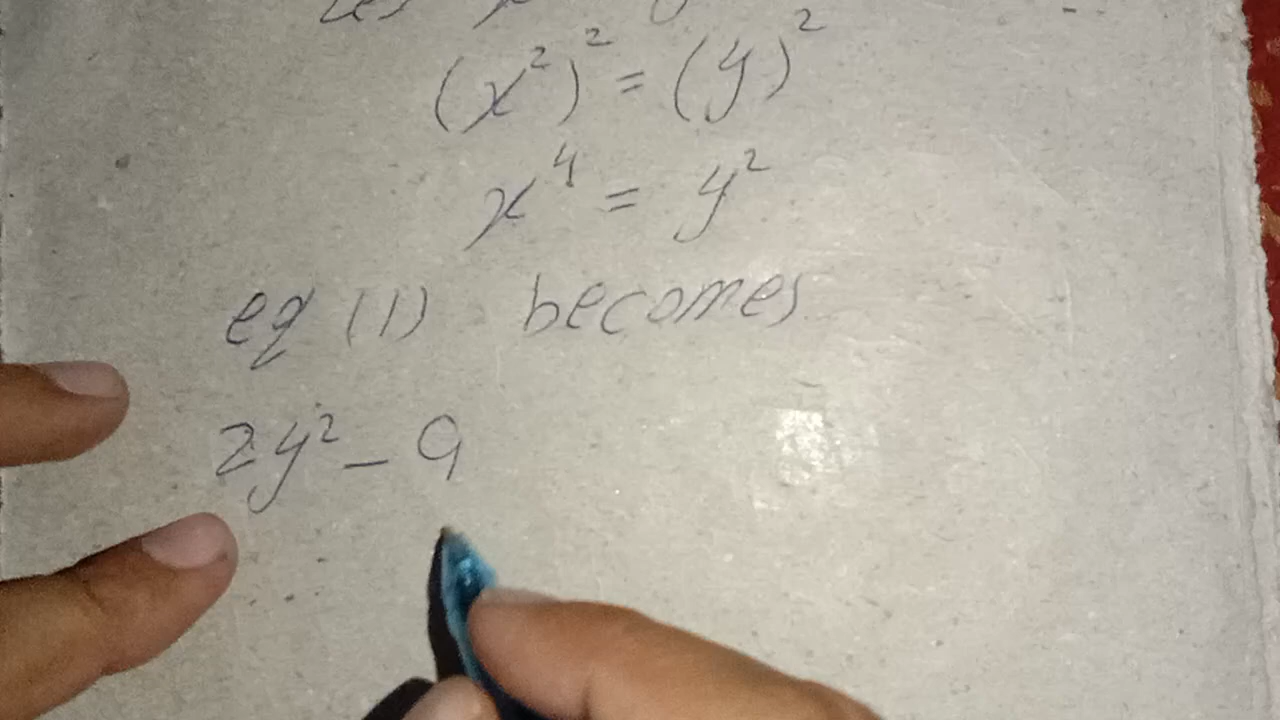 (x²)² = (y)²
x⁴ = y²
eq (1) becomes
2y² - 9